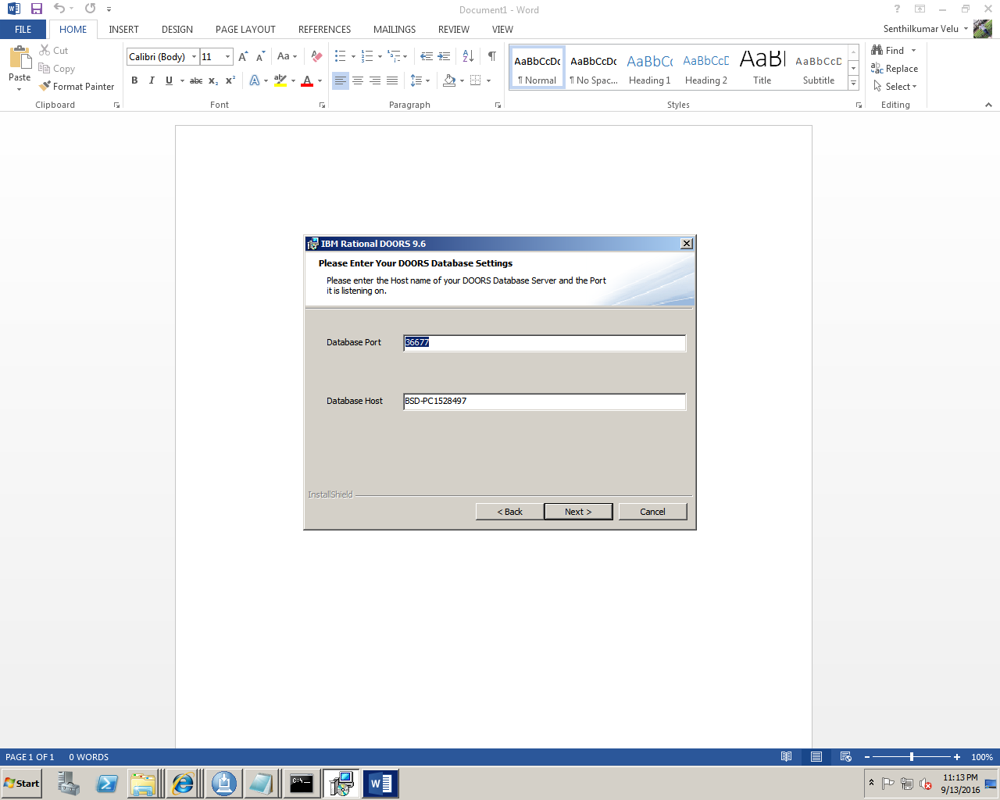 Document1 - Word
FILE HOME INSERT DESIGN PAGE LAYOUT REFERENCES MAILINGS REVIEW VIEW
Senthilkumar Velu
Paste
Cut
Copy
Format Painter
Clipboard
Calibri (Body) 11
Aa
B I U abc x₂ x²
A ab A
Font
Paragraph
AaBbCcDc AaBbCcDc AaBbCc AaBbCcD AaBl AaBbCcD
¶ Normal ¶ No Spac... Heading 1 Heading 2 Title Subtitle
Styles
Find
Replace
Select
Editing
IBM Rational DOORS 9.6
Please Enter Your DOORS Database Settings
Please enter the Host name of your DOORS Database Server and the Port
it is listening on.
Database Port 36677
Database Host BSD-PC1528497
InstallShield
< Back Next > Cancel
PAGE 1 OF 1 0 WORDS
100%
Start
11:13 PM
9/13/2016